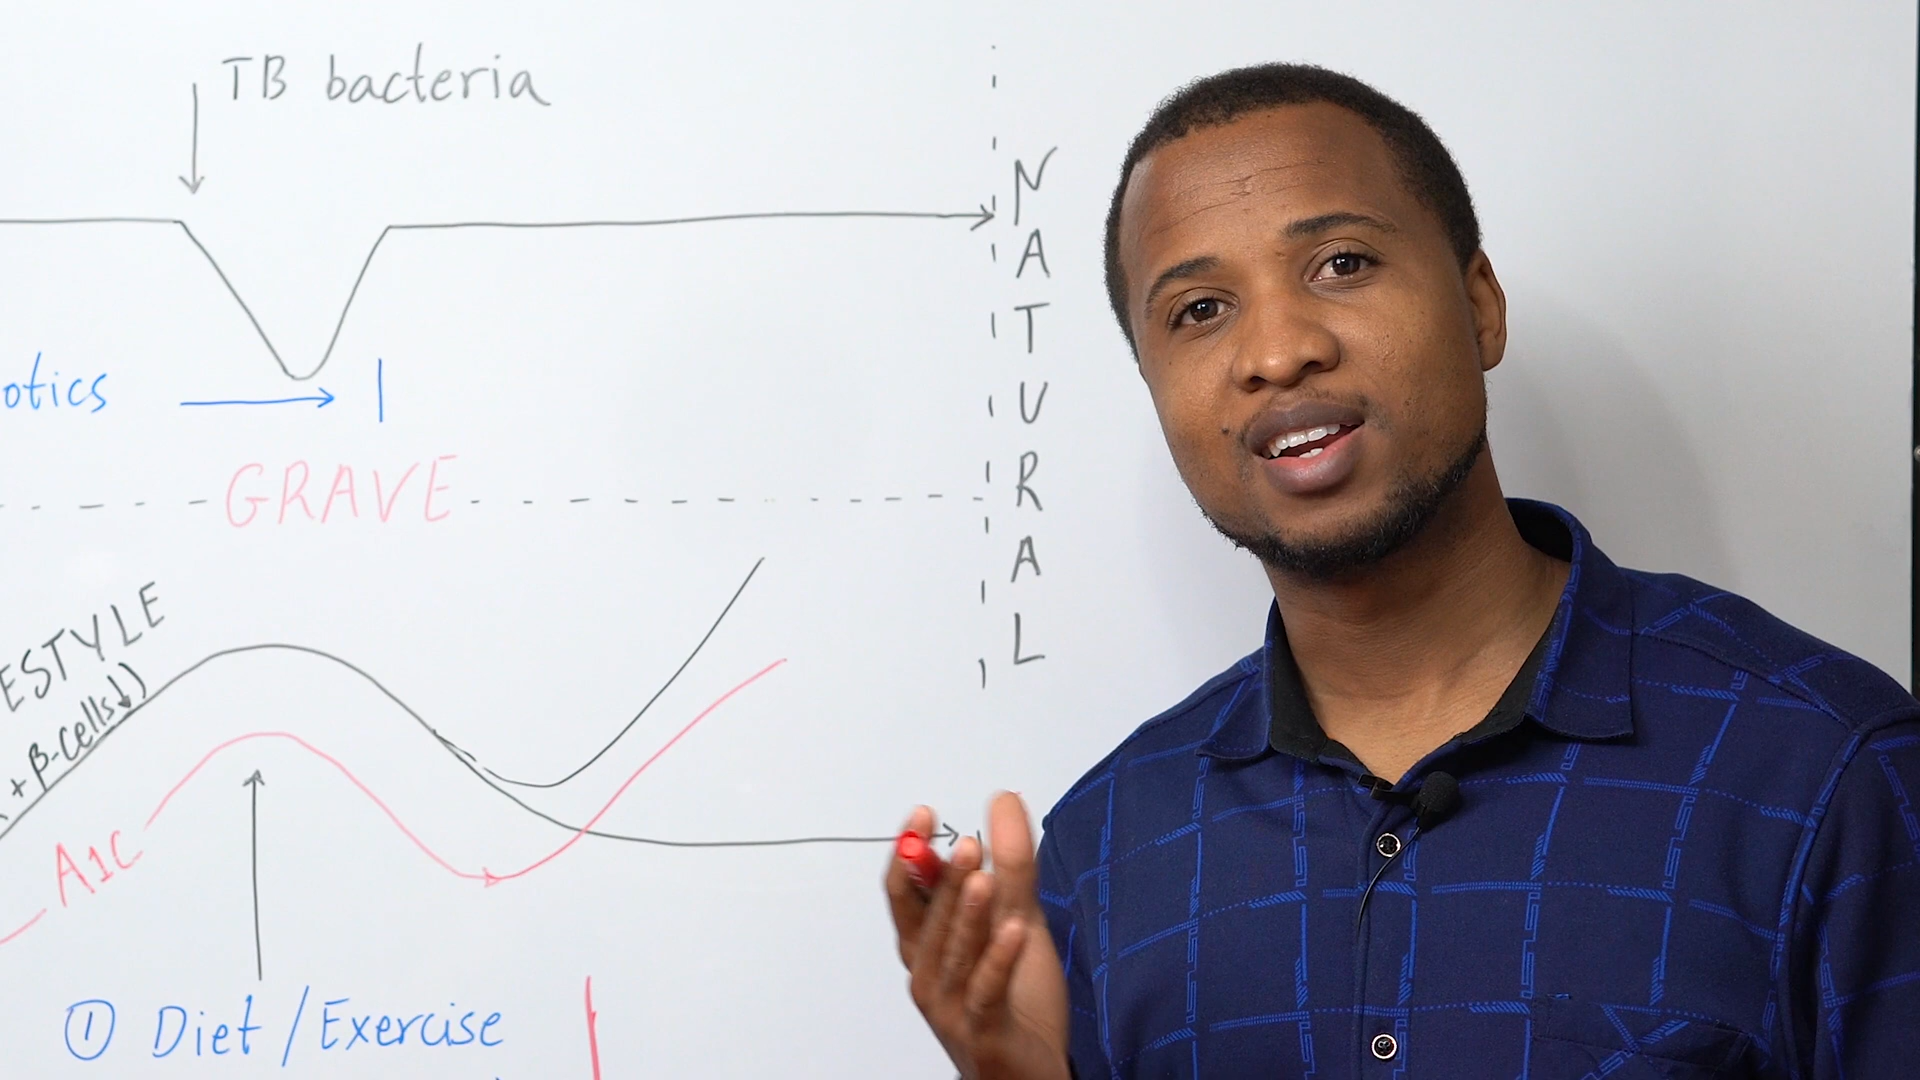 TB bacteria
NATURAL
otics
GRAVE
ESTYLE
+ β-cells↓)
A1C
① Diet / Exercise